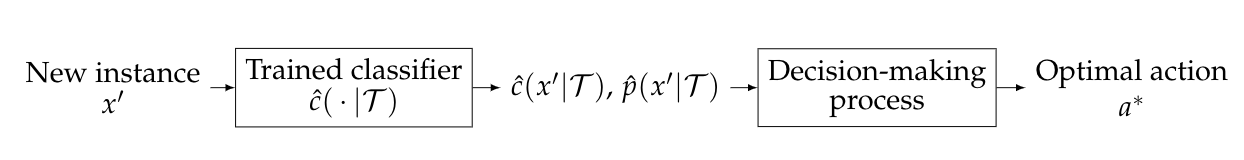 New instance
x′
Trained classifier
ĉ( · |𝒯)
ĉ(x′|𝒯), p̂(x′|𝒯)
Decision-making
process
Optimal action
a*